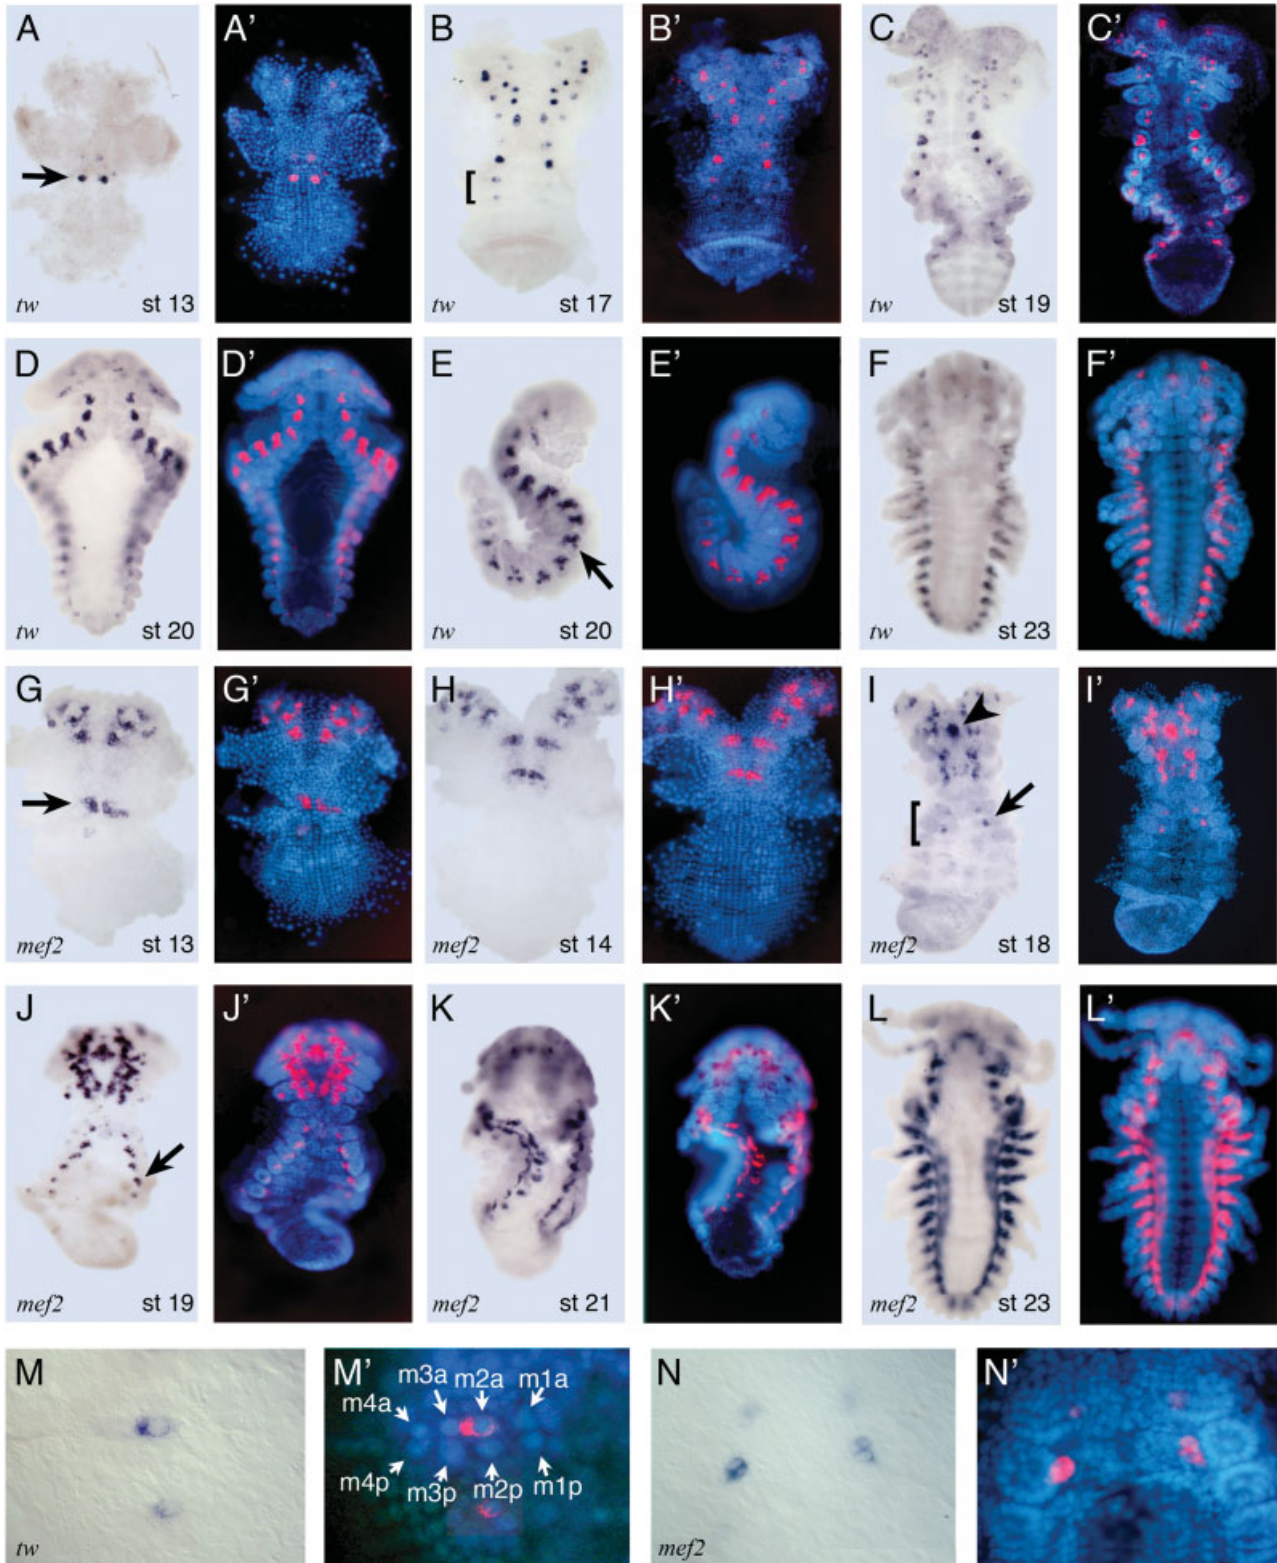 A A’ B B’ C C’
tw st 13 tw st 17 tw st 19
D D’ E E’ F F’
tw st 20 tw st 20 tw st 23
G G’ H H’ I I’
mef2 st 13 mef2 st 14 mef2 st 18
J J’ K K’ L L’
mef2 st 19 mef2 st 21 mef2 st 23
M M’ N N’
m3a m2a m1a
m4a
m4p m3p m2p m1p
tw mef2